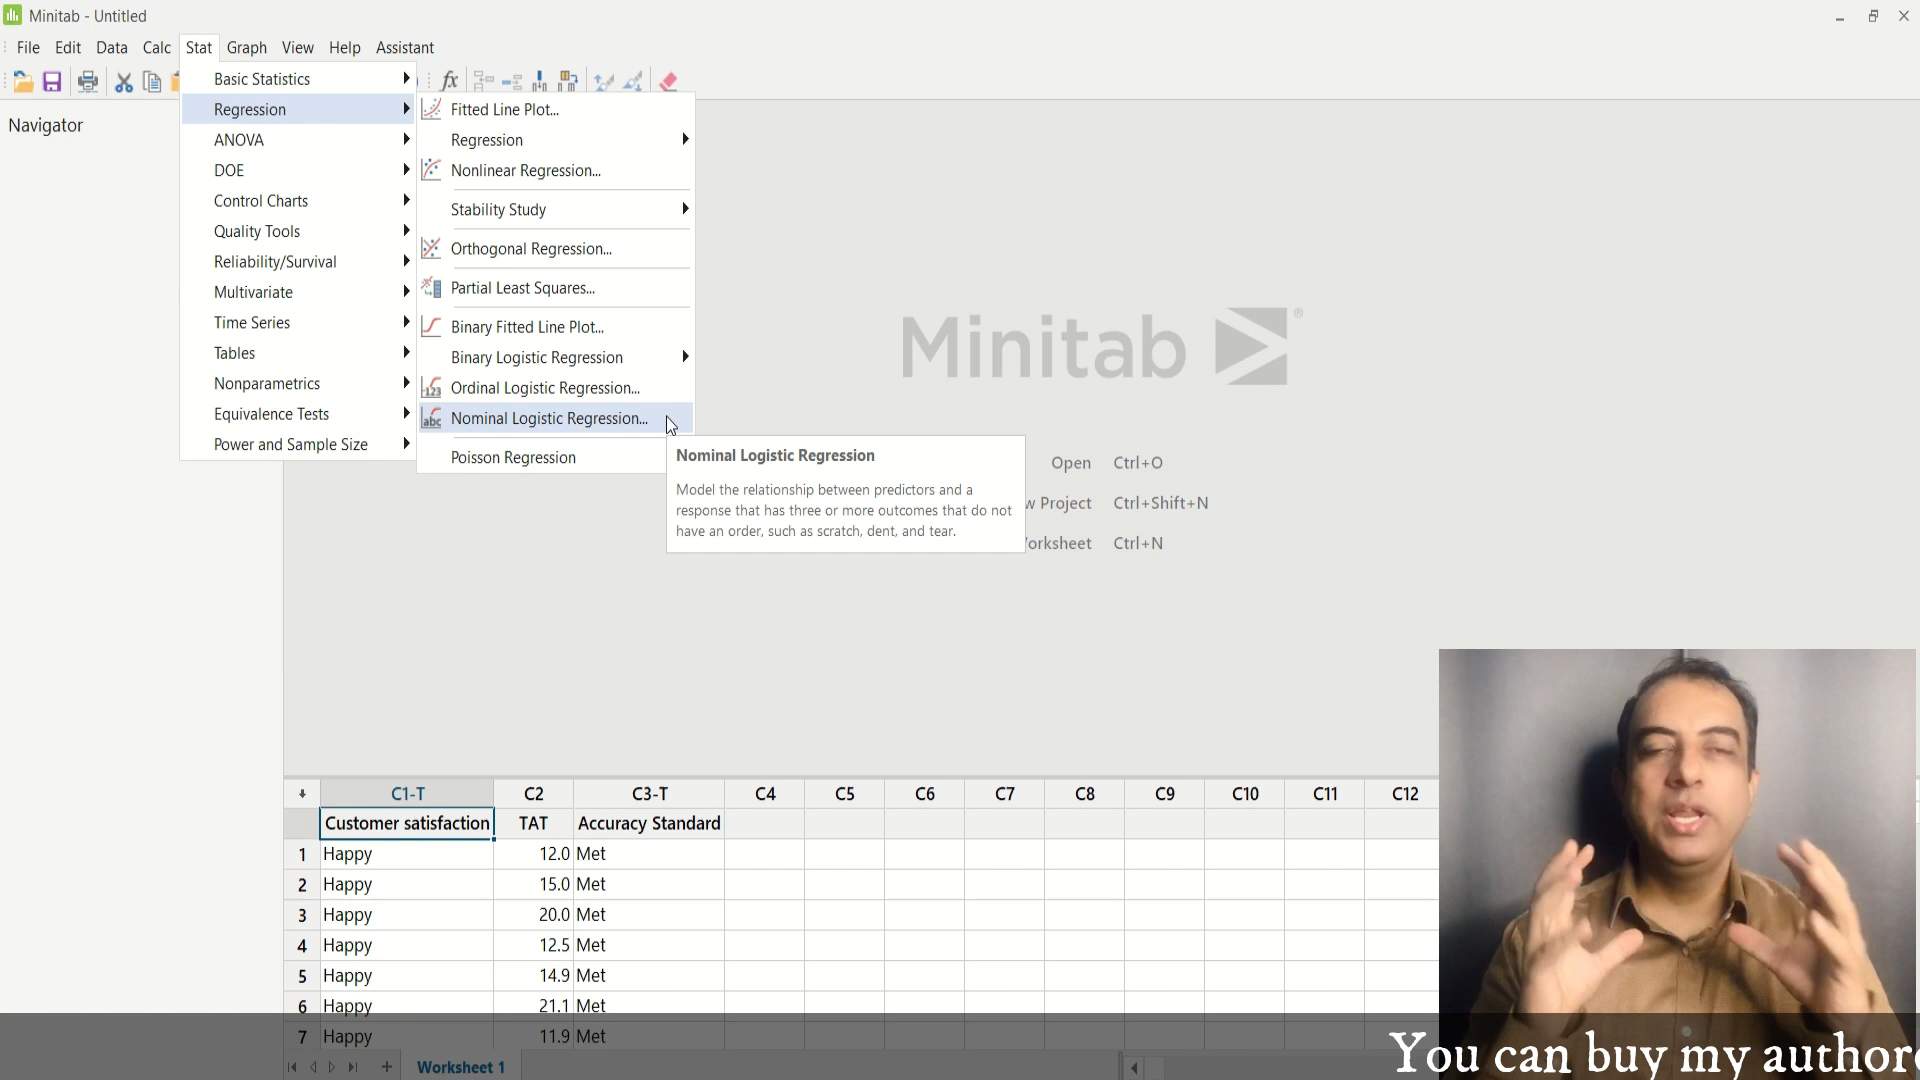 Minitab - Untitled
File Edit Data Calc Stat Graph View Help Assistant
fx
Navigator
Basic Statistics
Regression
ANOVA
DOE
Control Charts
Quality Tools
Reliability/Survival
Multivariate
Time Series
Tables
Nonparametrics
Equivalence Tests
Power and Sample Size
Fitted Line Plot...
Regression
Nonlinear Regression...
Stability Study
Orthogonal Regression...
Partial Least Squares...
Binary Fitted Line Plot...
Binary Logistic Regression
123 Ordinal Logistic Regression...
abc Nominal Logistic Regression...
Poisson Regression
Nominal Logistic Regression
Model the relationship between predictors and a
response that has three or more outcomes that do not
have an order, such as scratch, dent, and tear.
Minitab ®
Open Ctrl+O
w Project Ctrl+Shift+N
orksheet Ctrl+N
C1-T C2 C3-T C4 C5 C6 C7 C8 C9 C10 C11 C12
Customer satisfaction TAT Accuracy Standard
1 Happy 12.0 Met
2 Happy 15.0 Met
3 Happy 20.0 Met
4 Happy 12.5 Met
5 Happy 14.9 Met
6 Happy 21.1 Met
7 Happy 11.9 Met
Worksheet 1
You can buy my authore